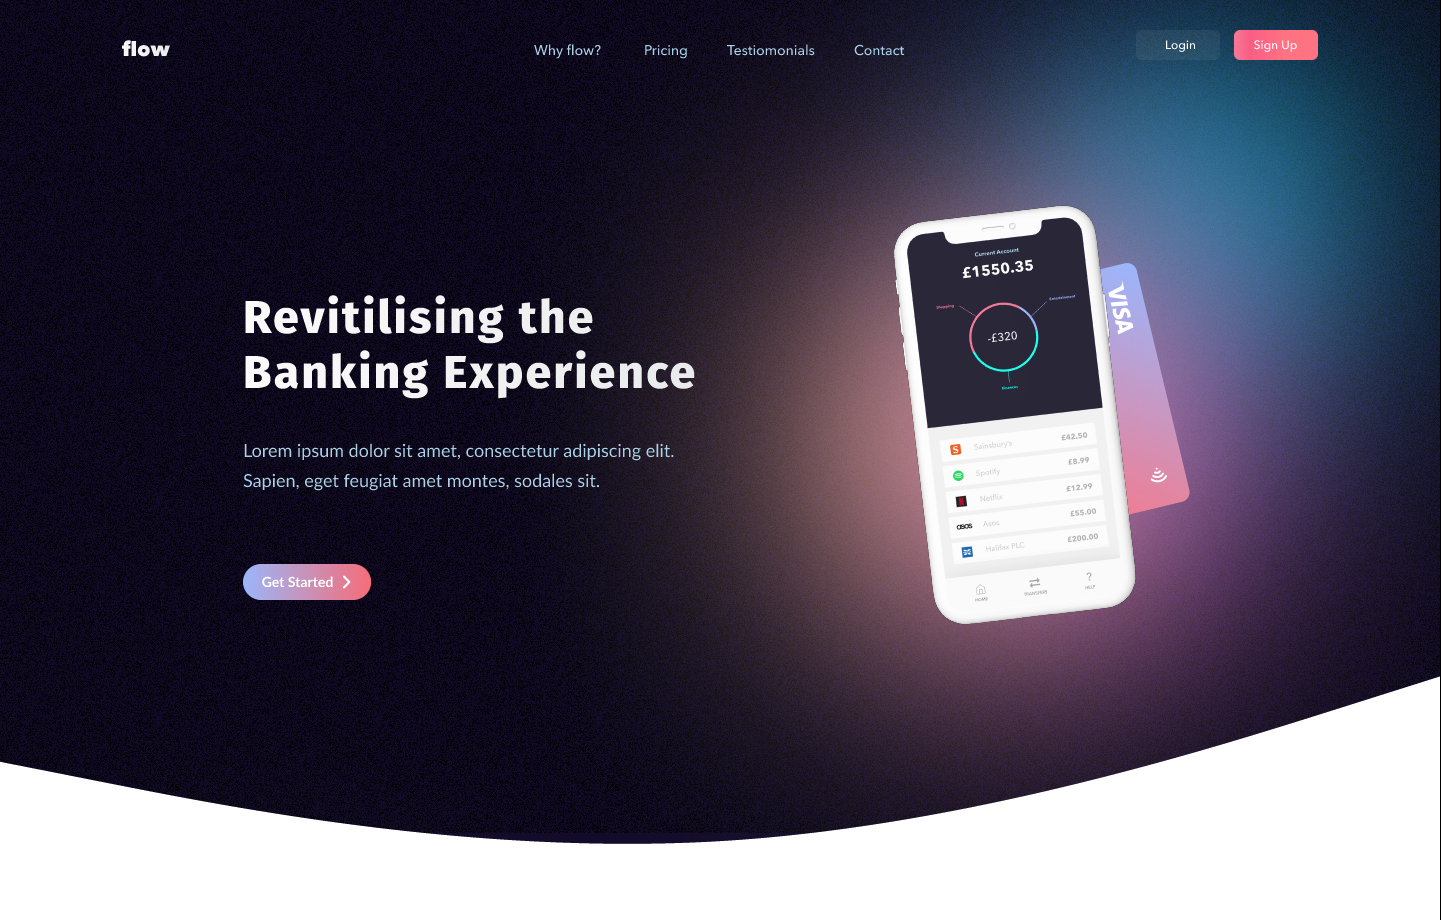 flow
Why flow?
Pricing
Testiomonials
Contact
Login
Sign Up
Revitilising the
Banking Experience
Lorem ipsum dolor sit amet, consectetur adipiscing elit.
Sapien, eget feugiat amet montes, sodales sit.
Get Started
Current Account
£1550.35
Shopping
Entertainment
-£320
Finances
VISA
S
Sainsbury's
£42.50
Spotify
£8.99
Netflix
£12.99
asos
Asos
£55.00
Halifax PLC
£200.00
HOME
TRANSFERS
?
HELP